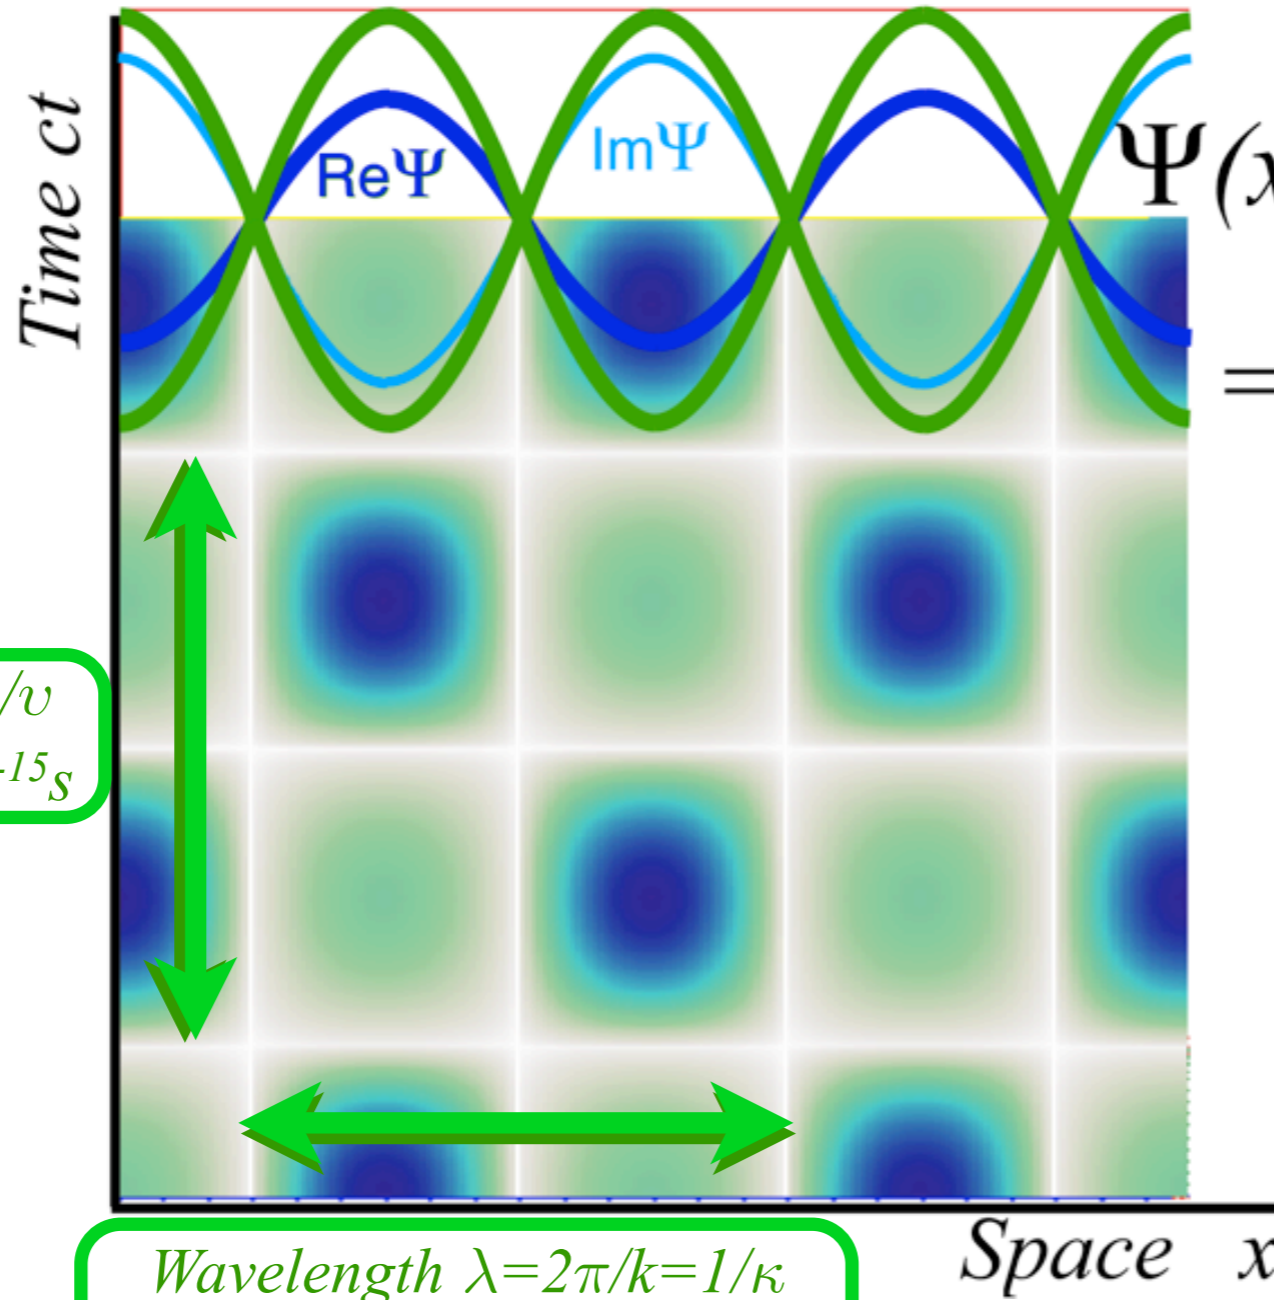 Time ct
ReΨ
ImΨ
Ψ(x
=
/υ
-15s
Wavelength λ=2π/k=1/κ
Space x